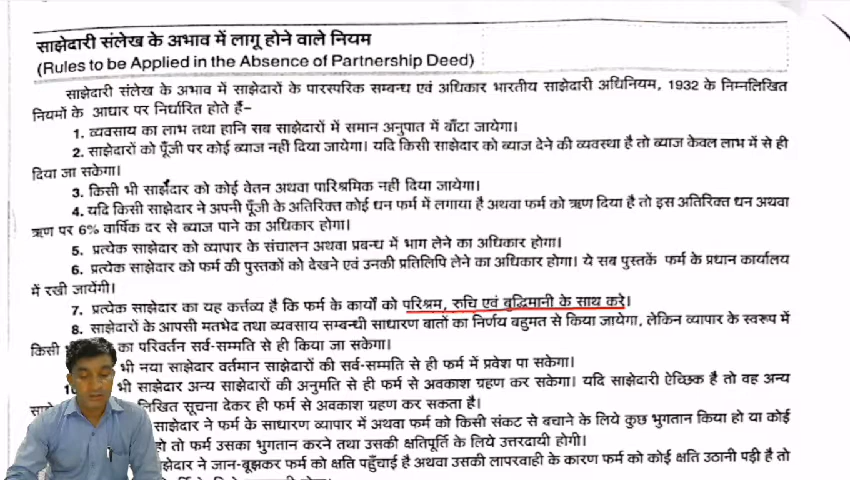 साझेदारी संलेख के अभाव में लागू होने वाले नियम
(Rules to be Applied in the Absence of Partnership Deed)
साझेदारी संलेख के अभाव में साझेदारों के पारस्परिक सम्बन्ध एवं अधिकार भारतीय साझेदारी अधिनियम, 1932 के निम्नलिखित
नियमों के आधार पर निर्धारित होते हैं–
1. व्यवसाय का लाभ तथा हानि सब साझेदारों में समान अनुपात में बाँटा जायेगा।
2. साझेदारों को पूँजी पर कोई ब्याज नहीं दिया जायेगा। यदि किसी साझेदार को ब्याज देने की व्यवस्था है तो ब्याज केवल लाभ में से ही
दिया जा सकेगा।
3. किसी भी साझेदार को कोई वेतन अथवा पारिश्रमिक नहीं दिया जायेगा।
4. यदि किसी साझेदार ने अपनी पूँजी के अतिरिक्त कोई धन फर्म में लगाया है अथवा फर्म को ऋण दिया है तो इस अतिरिक्त धन अथवा
ऋण पर 6% वार्षिक दर से ब्याज पाने का अधिकार होगा।
5. प्रत्येक साझेदार को व्यापार के संचालन अथवा प्रबन्ध में भाग लेने का अधिकार होगा।
6. प्रत्येक साझेदार को फर्म की पुस्तकों को देखने एवं उनकी प्रतिलिपि लेने का अधिकार होगा। ये सब पुस्तकें फर्म के प्रधान कार्यालय
में रखी जायेंगी।
7. प्रत्येक साझेदार का यह कर्त्तव्य है कि फर्म के कार्यों को परिश्रम, रुचि एवं बुद्धिमानी के साथ करे।
8. साझेदारों के आपसी मतभेद तथा व्यवसाय सम्बन्धी साधारण बातों का निर्णय बहुमत से किया जायेगा, लेकिन व्यापार के स्वरूप में
किसी का परिवर्तन सर्व-सम्मति से ही किया जा सकेगा।
भी नया साझेदार वर्तमान साझेदारों की सर्व-सम्मति से ही फर्म में प्रवेश पा सकेगा।
भी साझेदार अन्य साझेदारों की अनुमति से ही फर्म से अवकाश ग्रहण कर सकेगा। यदि साझेदारी ऐच्छिक है तो वह अन्य
लिखित सूचना देकर ही फर्म से अवकाश ग्रहण कर सकता है।
साझेदार ने फर्म के साधारण व्यापार में अथवा फर्म को किसी संकट से बचाने के लिये कुछ भुगतान किया हो या कोई
हो तो फर्म उसका भुगतान करने तथा उसकी क्षतिपूर्ति के लिये उत्तरदायी होगी।
साझेदार ने जान-बूझकर फर्म को क्षति पहुँचाई है अथवा उसकी लापरवाही के कारण फर्म को कोई क्षति उठानी पड़ी है तो